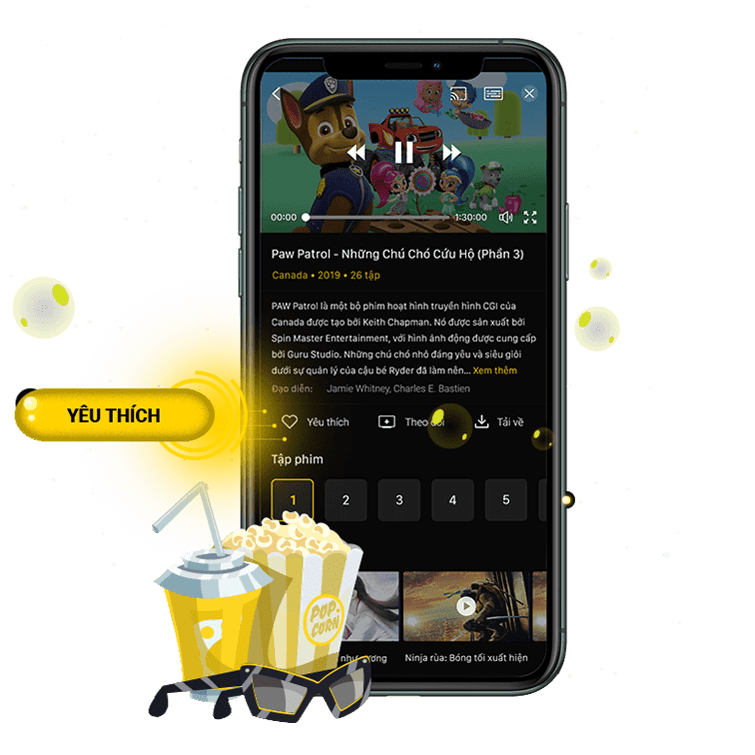 00:00
1:30:00
Paw Patrol - Những Chú Chó Cứu Hộ (Phần 3)
Canada • 2019 • 26 tập
PAW Patrol là một bộ phim hoạt hình truyền hình CGI của
Canada được tạo bởi Keith Chapman. Nó được sản xuất bởi
Spin Master Entertainment, với hình ảnh động được cung cấp
bởi Guru Studio. Những chú chó nhỏ đáng yêu và siêu giỏi
dưới sự quản lý của cậu bé Ryder đã làm nên... Xem thêm
Đạo diễn: Jamie Whitney, Charles E. Bastien
YÊU THÍCH
Yêu thích
Theo dõi
Tải về
Tập phim
1 2 3 4 5
POP.
CORN
như sương
Ninja rùa: Bóng tối xuất hiện